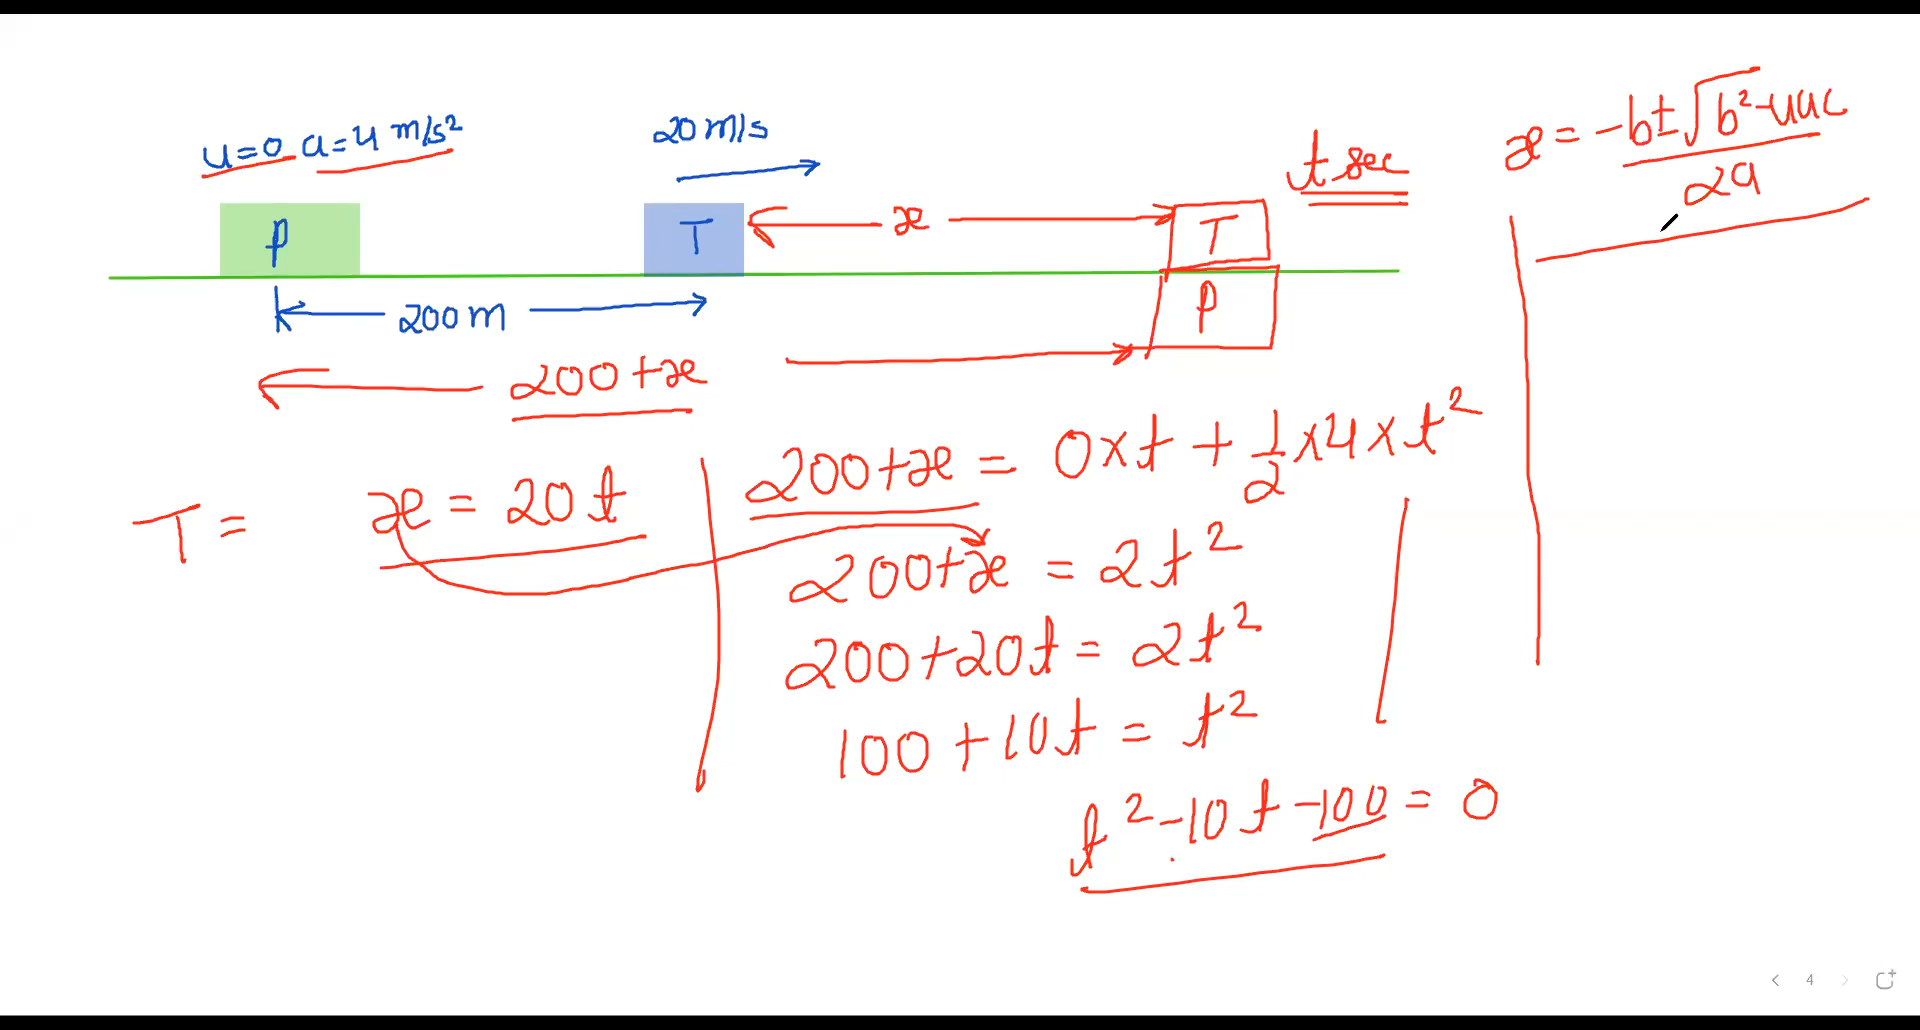 u=0 a=4 m/s²
20 m/s
t sec
x = -b±√b²-4ac
2a
P
T
x
T
P
200 m
200+x
T = x = 20t
200+x = 0×t + 1/2 ×4×t²
200+x = 2t²
200+20t = 2t²
100+10t = t²
t²-10t-100 = 0
4